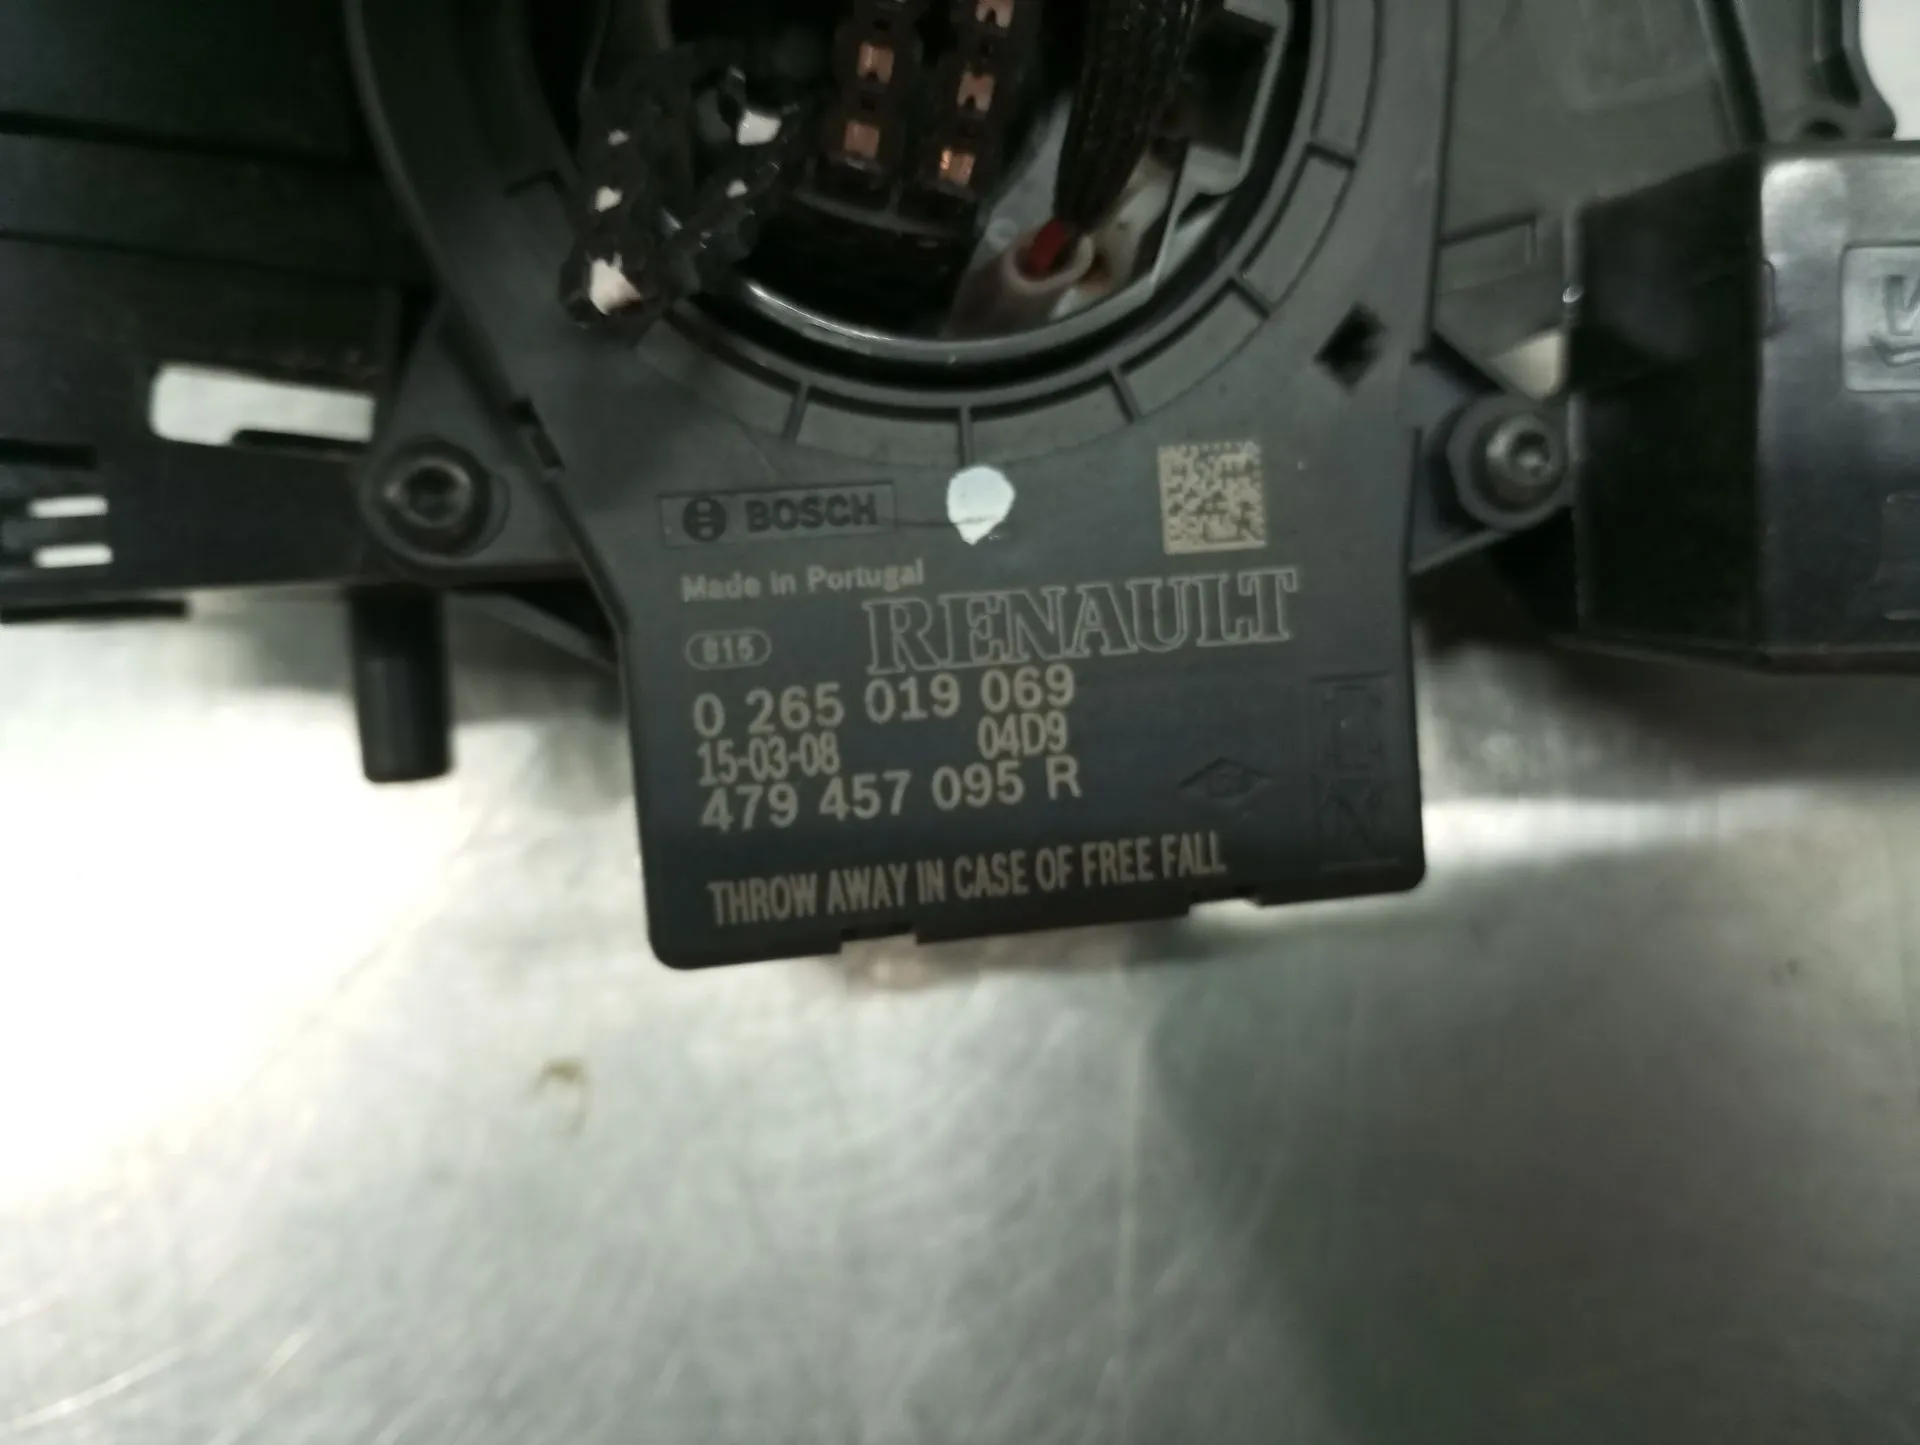 BOSCH
Made in Portugal
815
RENAULT
0 265 019 069
15-03-08 04D9
479 457 095 R
THROW AWAY IN CASE OF FREE FALL